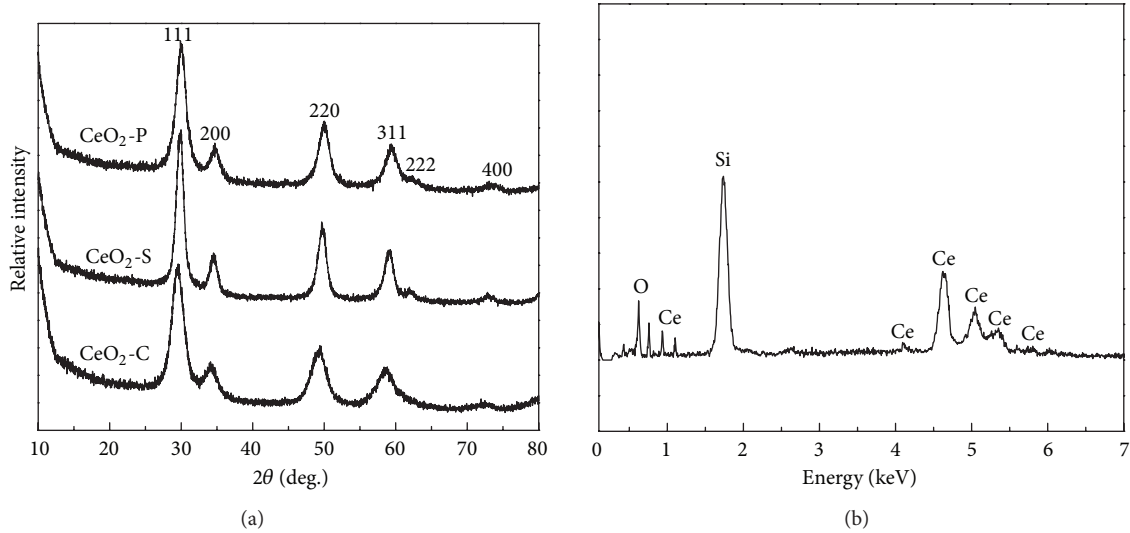 111
CeO₂-P
200
220
311
222
400
CeO₂-S
CeO₂-C
Relative intensity
10 20 30 40 50 60 70 80
2θ (deg.)
(a)
Si
O
Ce
Ce
Ce
Ce
Ce
Ce
0 1 2 3 4 5 6 7
Energy (keV)
(b)